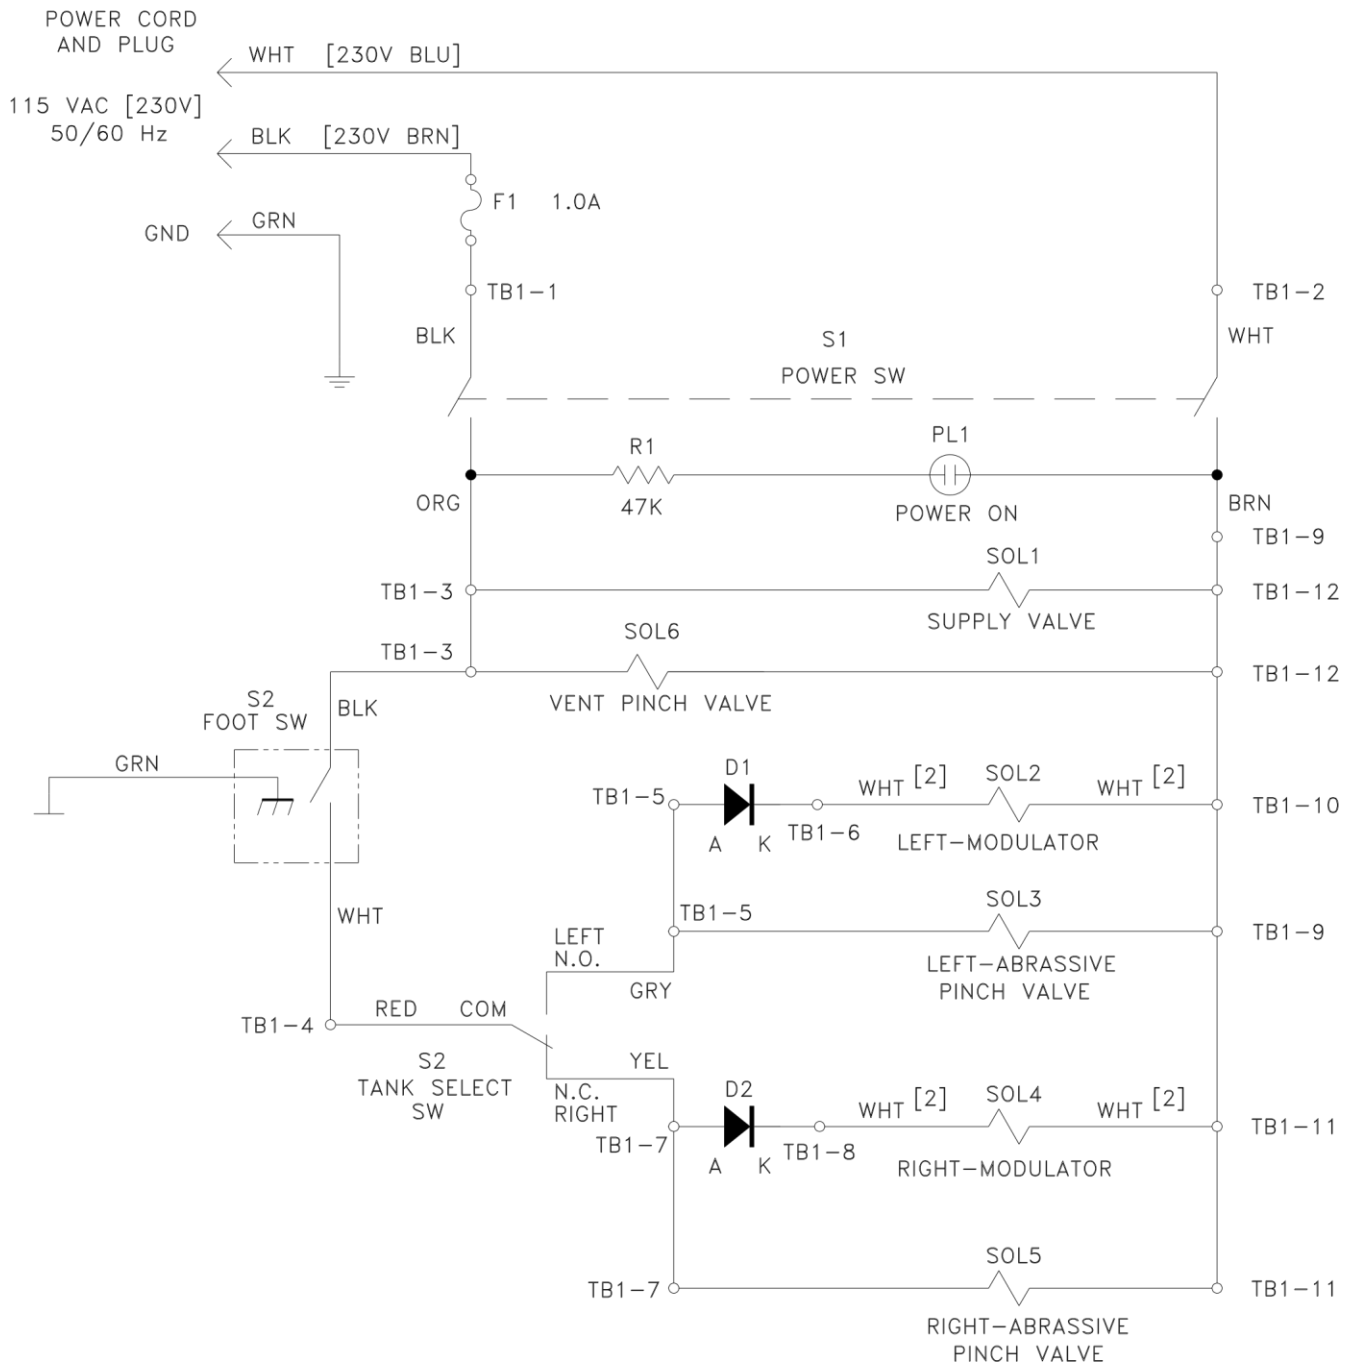 POWER CORD
AND PLUG
WHT [230V BLU]
115 VAC [230V]
50/60 Hz
BLK [230V BRN]
F1 1.0A
GND
GRN
TB1-1
TB1-2
BLK
S1
POWER SW
WHT
R1
47K
PL1
POWER ON
ORG
BRN
TB1-9
TB1-3
SOL1
SUPPLY VALVE
TB1-12
TB1-3
SOL6
VENT PINCH VALVE
TB1-12
S2
FOOT SW
BLK
GRN
D1
TB1-5
A K
TB1-6
WHT [2]
SOL2
WHT [2]
LEFT-MODULATOR
TB1-10
WHT
TB1-5
SOL3
LEFT-ABRASSIVE
PINCH VALVE
TB1-9
LEFT
N.O.
GRY
TB1-4
RED
COM
S2
TANK SELECT
SW
YEL
N.C.
RIGHT
D2
TB1-7
A K
TB1-8
WHT [2]
SOL4
WHT [2]
RIGHT-MODULATOR
TB1-11
TB1-7
SOL5
RIGHT-ABRASSIVE
PINCH VALVE
TB1-11